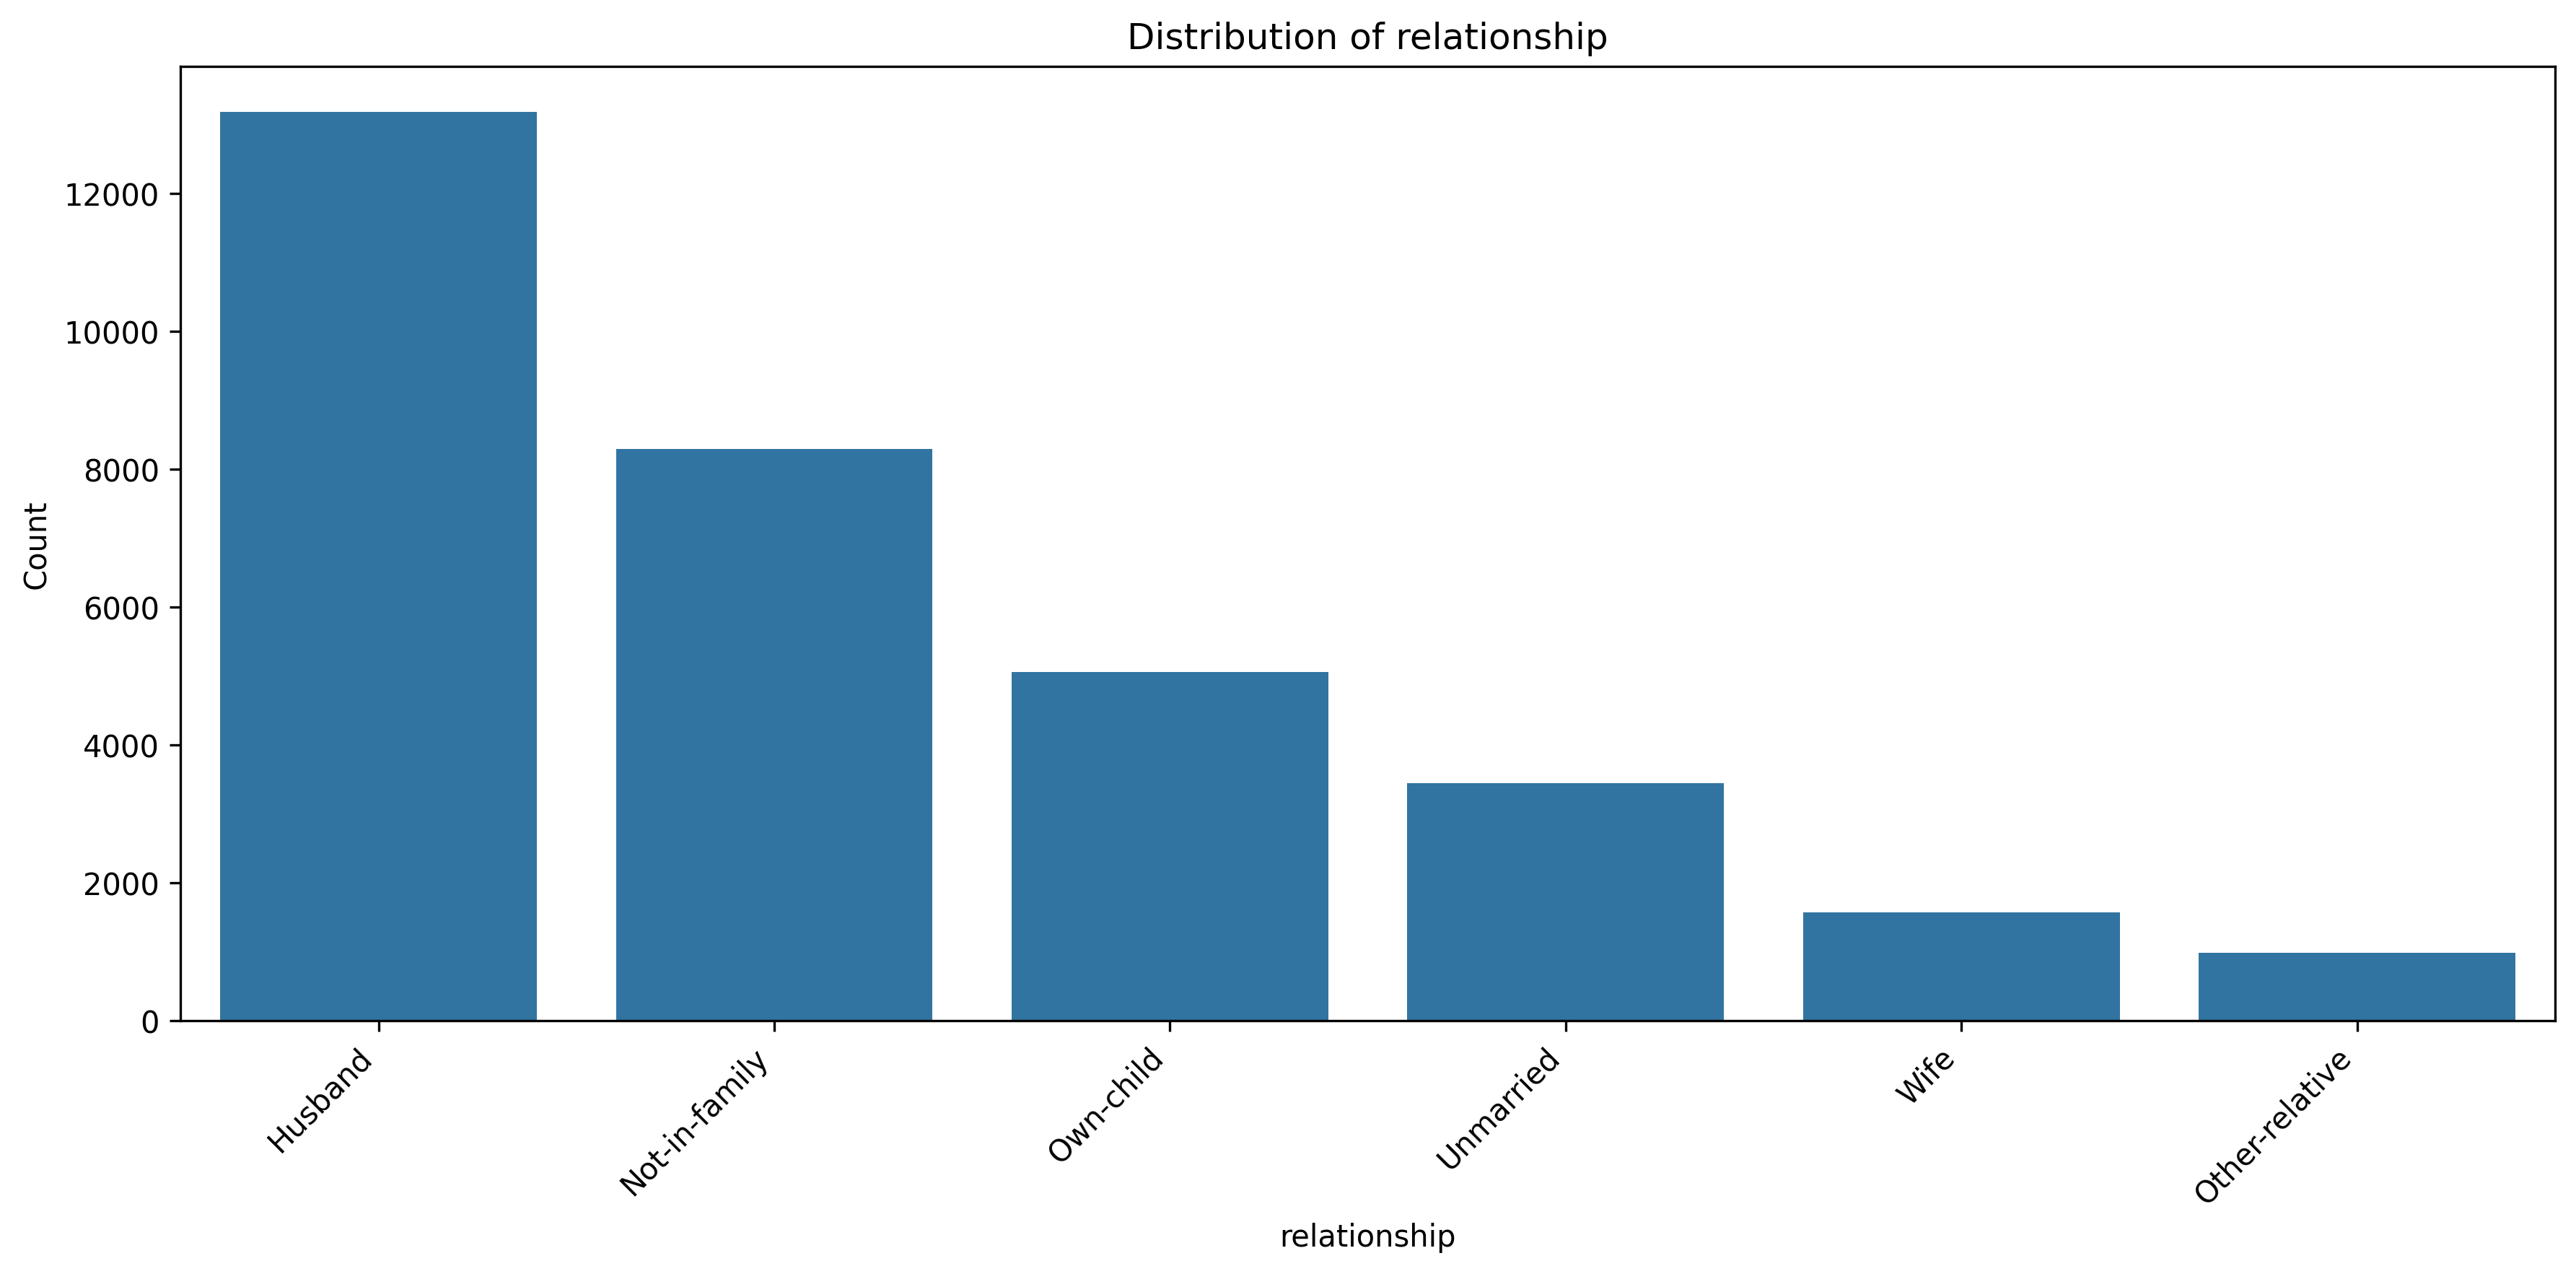 Distribution of relationship
Count
12000
10000
8000
6000
4000
2000
0
Husband
Not-in-family
Own-child
Unmarried
Wife
Other-relative
relationship